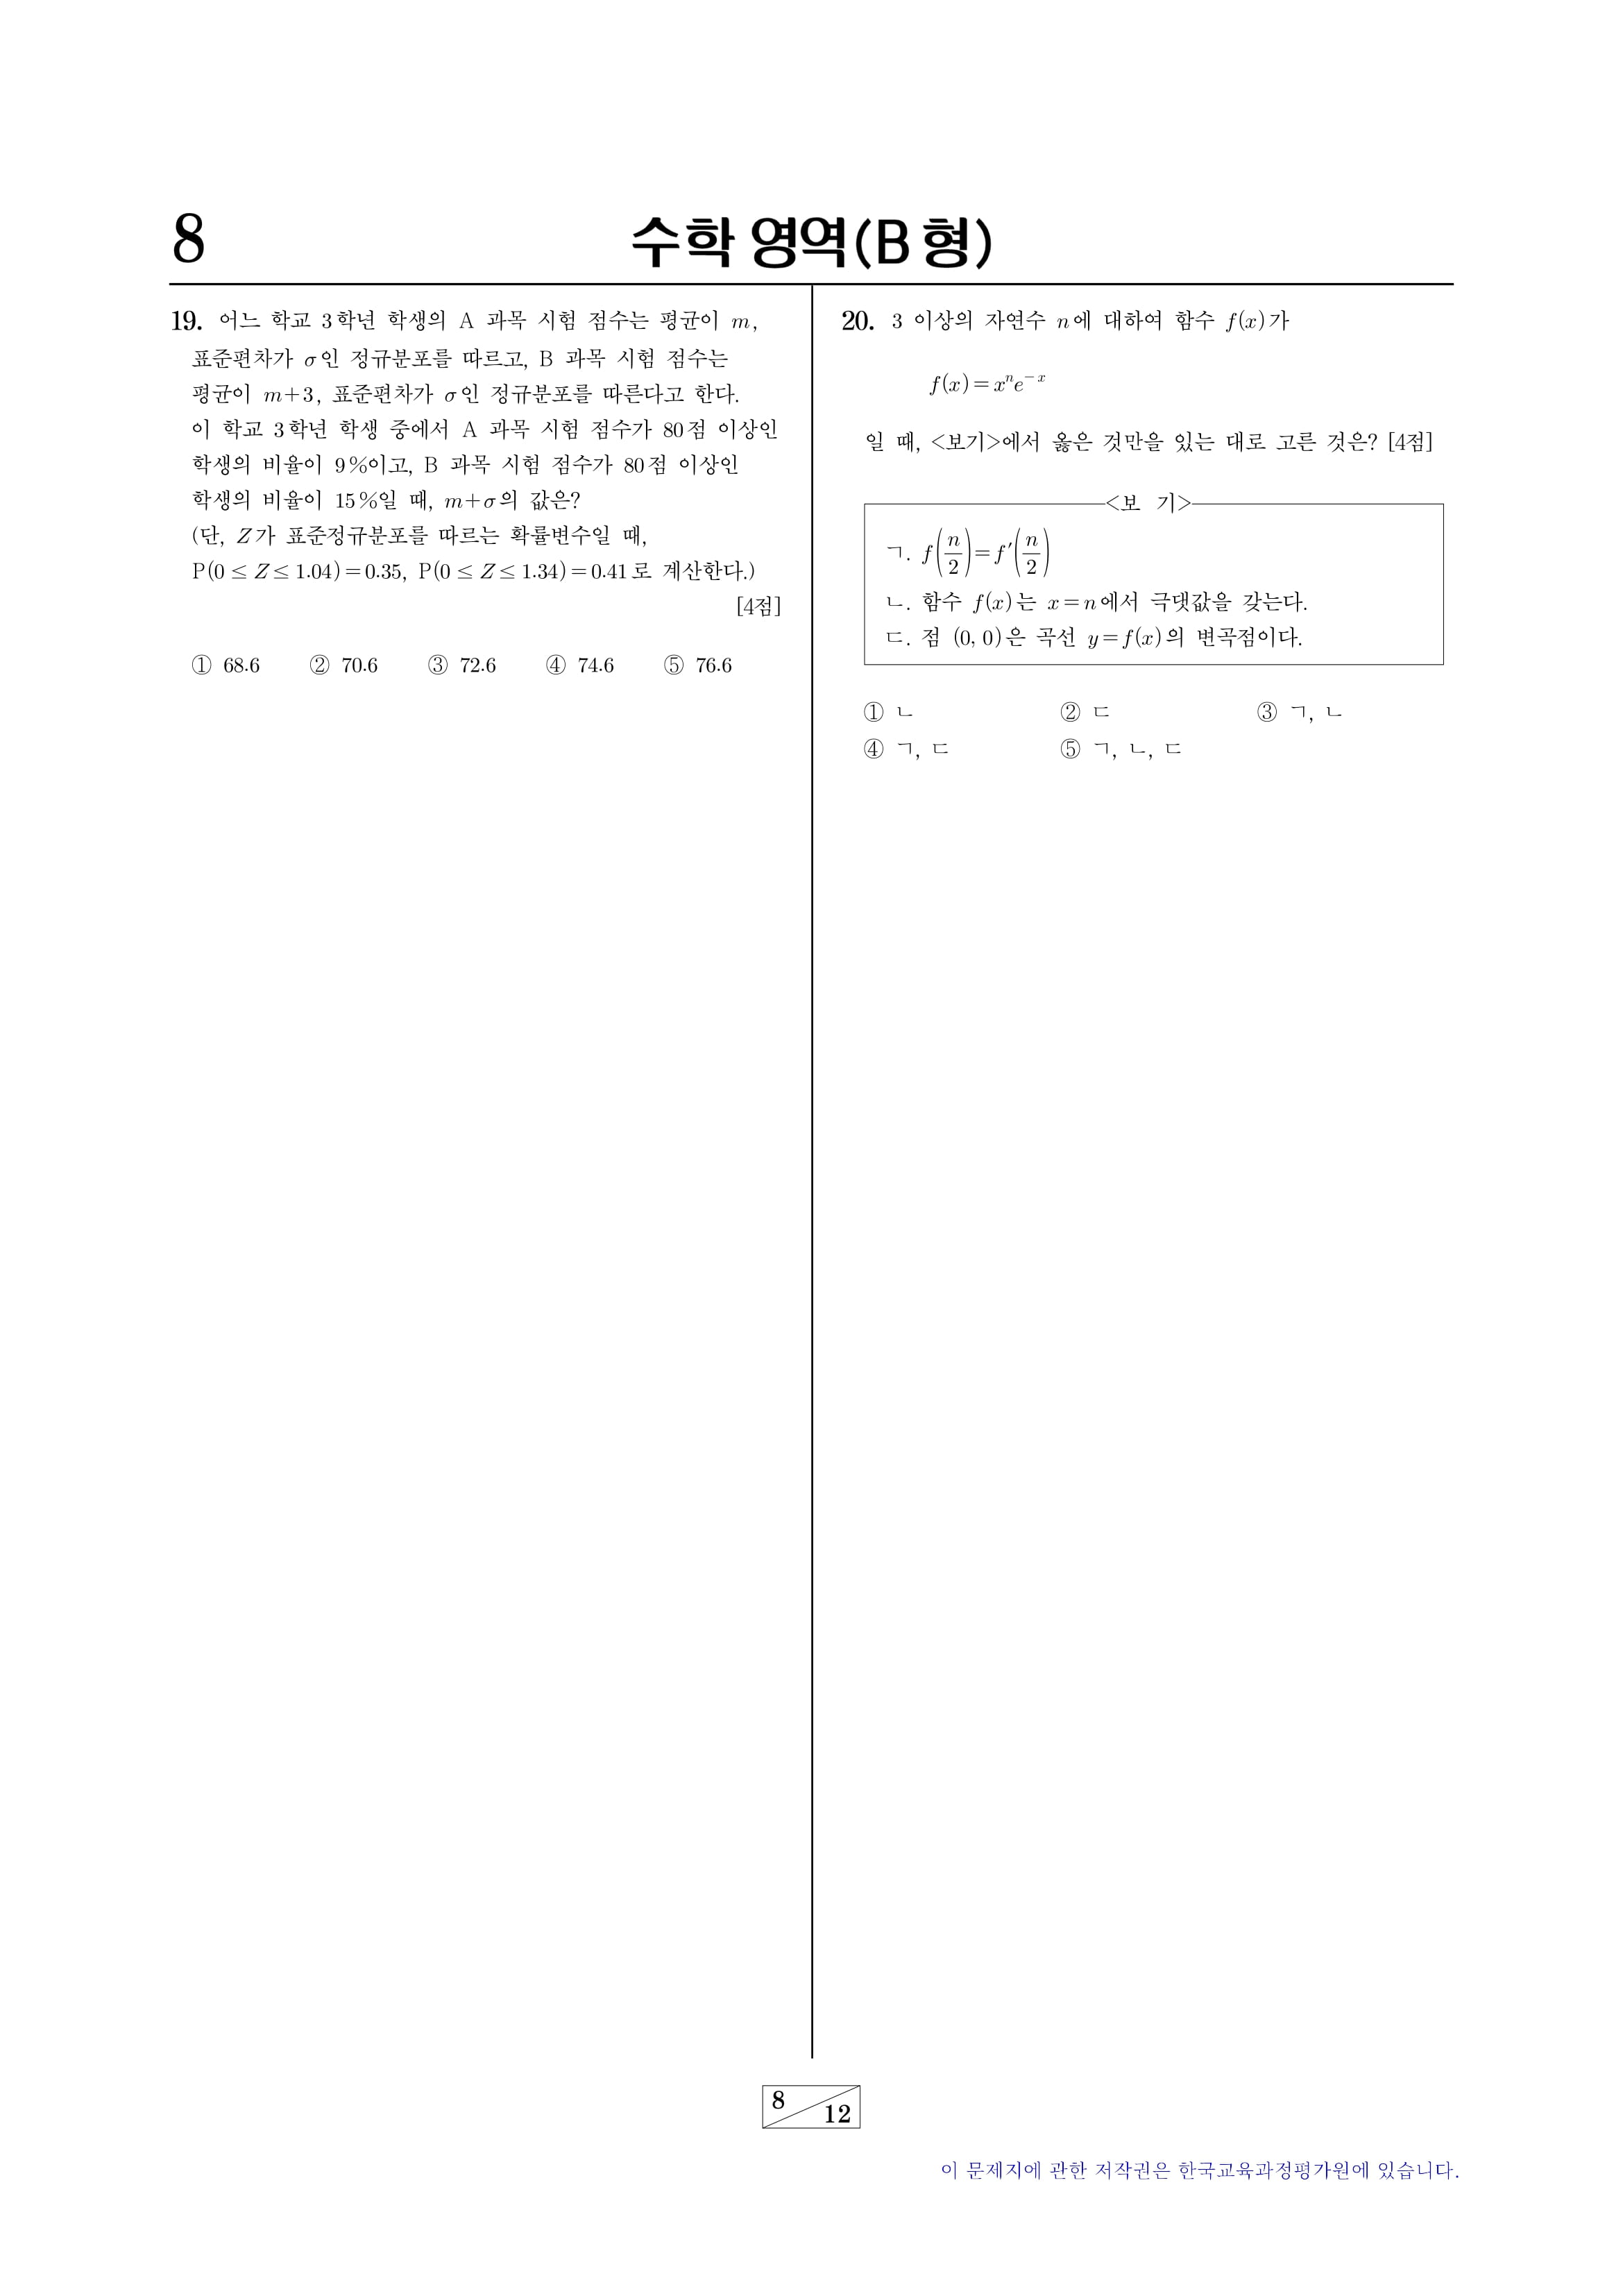 8
수학 영역(B형)
19. 어느 학교 3학년 학생의 A 과목 시험 점수는 평균이 m,
표준편차가 σ인 정규분포를 따르고, B 과목 시험 점수는
평균이 m+3, 표준편차가 σ인 정규분포를 따른다고 한다.
이 학교 3학년 학생 중에서 A 과목 시험 점수가 80점 이상인
학생의 비율이 9%이고, B 과목 시험 점수가 80점 이상인
학생의 비율이 15%일 때, m+σ의 값은?
(단, Z가 표준정규분포를 따르는 확률변수일 때,
P(0≤Z≤1.04)=0.35, P(0≤Z≤1.34)=0.41로 계산한다.)
[4점]
① 68.6 ② 70.6 ③ 72.6 ④ 74.6 ⑤ 76.6
20. 3 이상의 자연수 n에 대하여 함수 f(x)가
f(x)=xⁿe⁻ˣ
일 때, <보기>에서 옳은 것만을 있는 대로 고른 것은? [4점]
<보 기>
ㄱ. f(n/2)=f′(n/2)
ㄴ. 함수 f(x)는 x=n에서 극댓값을 갖는다.
ㄷ. 점 (0, 0)은 곡선 y=f(x)의 변곡점이다.
① ㄴ ② ㄷ ③ ㄱ, ㄴ
④ ㄱ, ㄷ ⑤ ㄱ, ㄴ, ㄷ
8
12
이 문제지에 관한 저작권은 한국교육과정평가원에 있습니다.